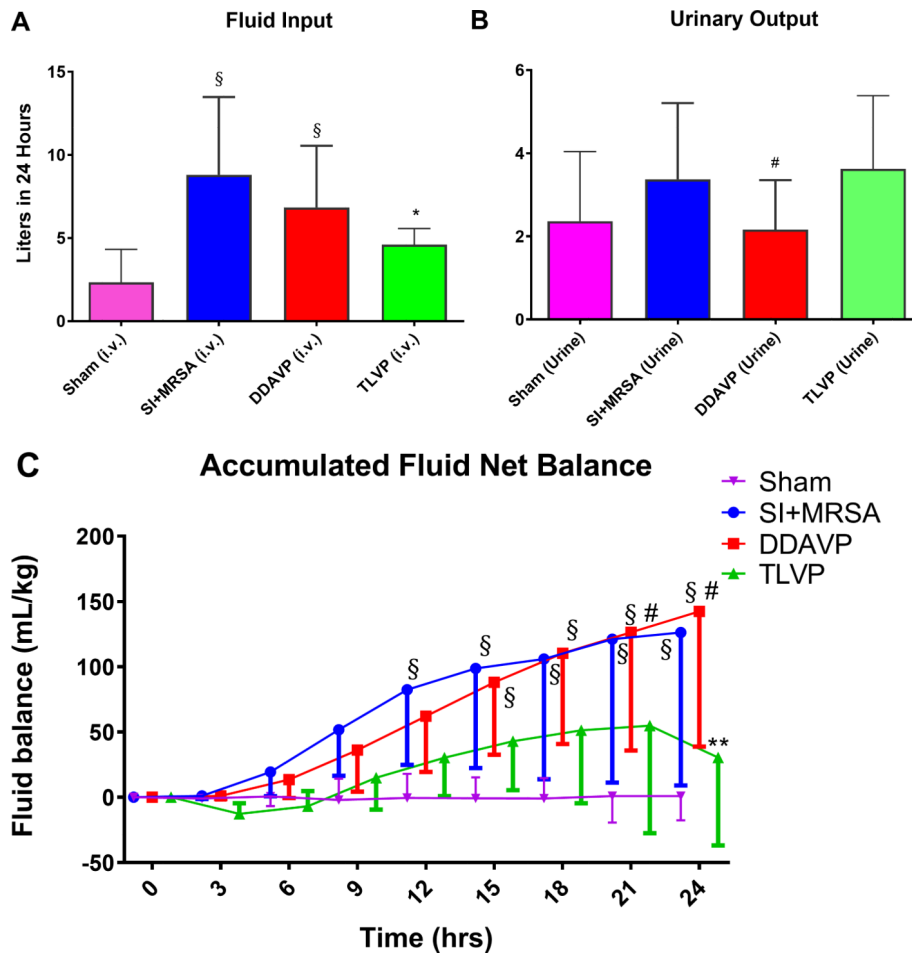 A
Fluid Input
Liters in 24 Hours
15
10
5
0
§
§
*
Sham (i.v.)
SI+MRSA (i.v.)
DDAVP (i.v.)
TLVP (i.v.)
B
Urinary Output
6
4
2
0
#
Sham (Urine)
SI+MRSA (Urine)
DDAVP (Urine)
TLVP (Urine)
C
Accumulated Fluid Net Balance
Sham
SI+MRSA
DDAVP
TLVP
Fluid balance (mL/kg)
200
150
100
50
0
-50
§
§
§
§
§
§ #
§
§ #
§
**
0
3
6
9
12
15
18
21
24
Time (hrs)